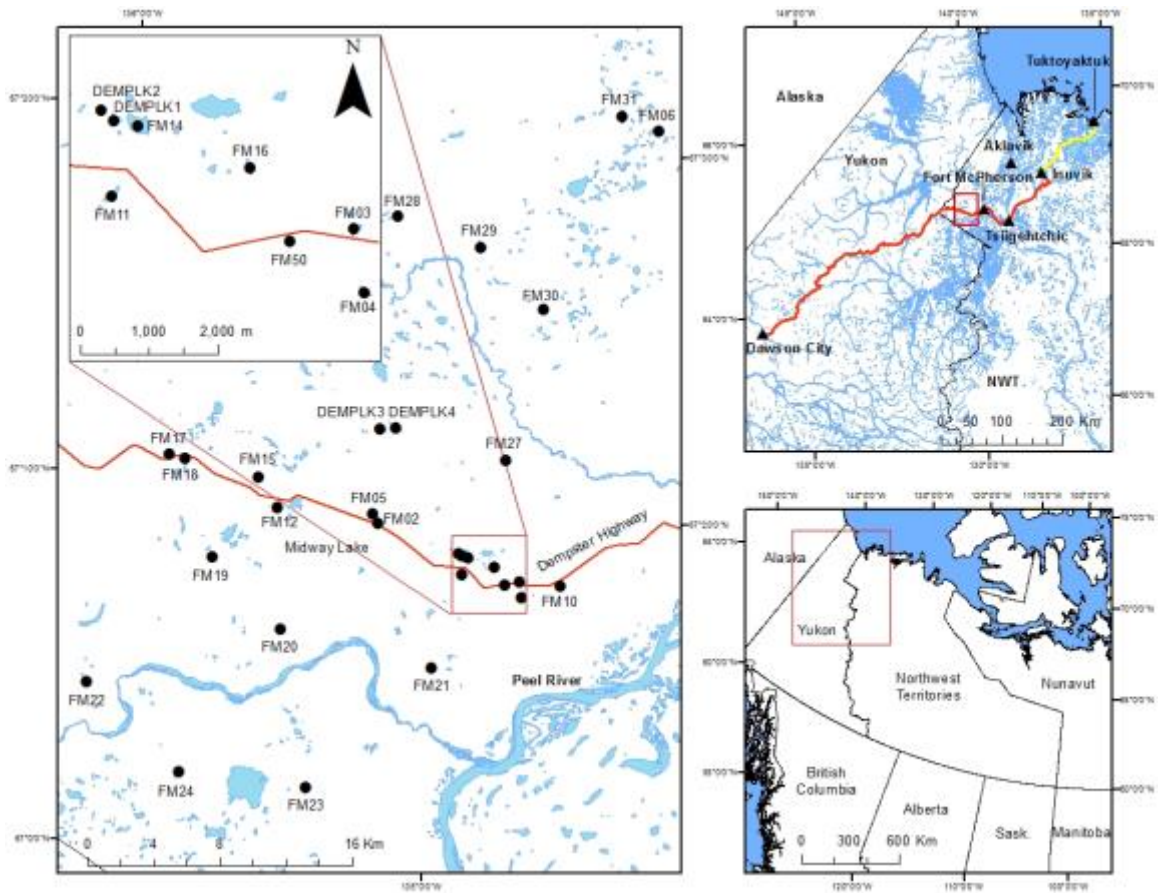 N
DEMPLK2
DEMPLK1
FM14
FM16
FM11
FM03
FM50
FM04
0 1,000 2,000 m
FM31
FM06
FM28
FM29
FM30
DEMPLK3 DEMPLK4
FM17
FM18
FM15
FM27
FM12
FM05
FM02
Midway Lake
Dempster Highway
FM19
FM10
FM20
FM21
FM22
Peel River
FM24
FM23
0 4 8 16 Km
Tuktoyaktuk
Alaska
Aklavik
Yukon
Fort McPherson
Inuvik
Tsiigehtchic
Dawson City
NWT
0 50 100 200 Km
Alaska
Yukon
Northwest
Territories
Nunavut
British
Columbia
Alberta
Sask.
Manitoba
0 300 600 Km